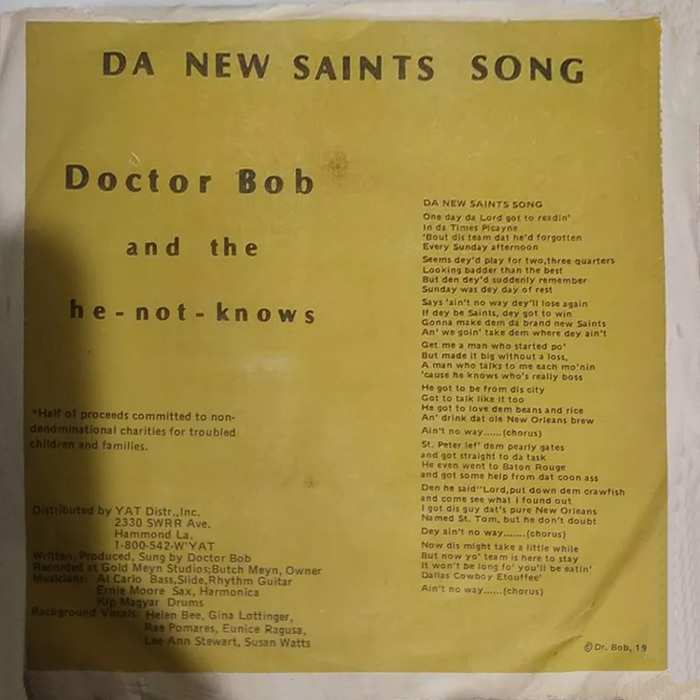 DA NEW SAINTS SONG
Doctor Bob
and the
he-not-knows
*Half of proceeds committed to non-
denominational charities for troubled
children and families.
Distributed by YAT Distr.,Inc.
2330 SWRR Ave.
Hammond La.
1-800-542-W'YAT
Written, Produced, Sung by Doctor Bob
Recorded at Gold Meyn Studios;Butch Meyn, Owner
Musicians: Al Carlo Bass,Slide,Rhythm Guitar
Ernie Moore Sax, Harmonica
Kip Magyar Drums
Background Vocals: Helen Bee, Gina Lottinger,
Rae Pomares, Eunice Ragusa,
Lee Ann Stewart, Susan Watts
DA NEW SAINTS SONG
One day da Lord got to readin'
In da Times Picayne
'Bout dis team dat he'd forgotten
Every Sunday afternoon
Seems dey'd play for two,three quarters
Looking badder than the best
But den dey'd suddenly remember
Sunday was dey day of rest
Says 'ain't no way dey'll lose again
If dey be Saints, dey got to win
Gonna make dem da brand new Saints
An' we goin' take dem where dey ain't
Get me a man who started po'
But made it big without a loss,
A man who talks to me each mo'nin
'cause he knows who's really boss
He got to be from dis city
Got to talk like it too
He got to love dem beans and rice
An' drink dat ole New Orleans brew
Ain't no way......(chorus)
St. Peter lef' dem pearly gates
and got straight to da task
He even went to Baton Rouge
and got some help from dat coon ass
Den he said"Lord,put down dem crawfish
and come see what I found out
I got dis guy dat's pure New Orleans
Named St. Tom, but he don't doubt
Dey ain't no way.......(chorus)
Now dis might take a little while
But now yo' team is here to stay
It won't be long fo' you'll be eatin'
Dallas Cowboy Etouffee'
Ain't no way......(chorus)
©Dr. Bob, 19